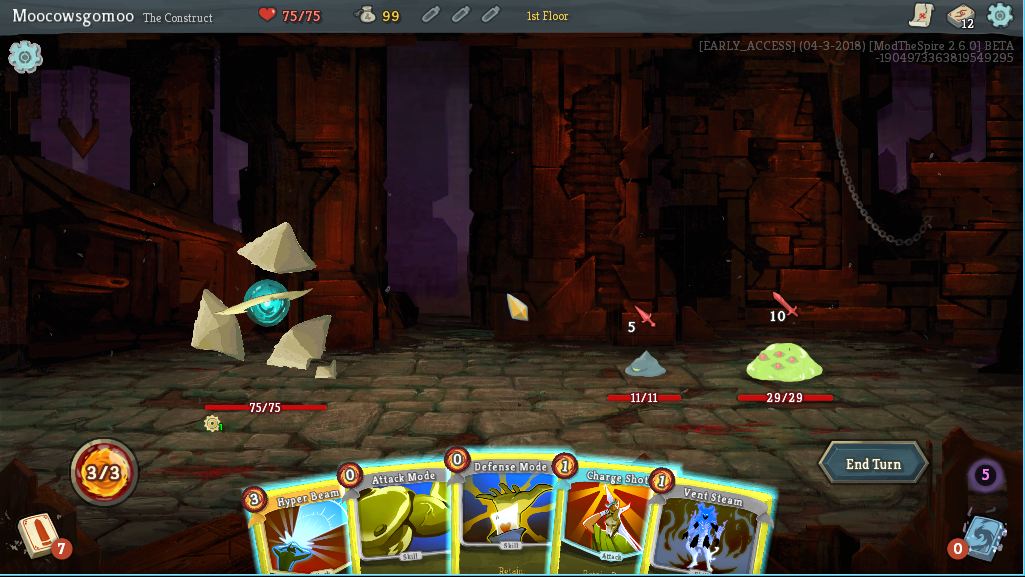 Moocowsgomoo The Construct 75/75 99 1st Floor 12
[EARLY_ACCESS] (04-3-2018) [ModTheSpire 2.6.0] BETA
-1904973363819549295
5 10
75/75 11/11 29/29
1
3/3 End Turn 5
3 Hyper Beam 0 Attack Mode 0 Defense Mode 1 Charge Shot 1 Vent Steam
Skill Skill Attack
Retain
7 0